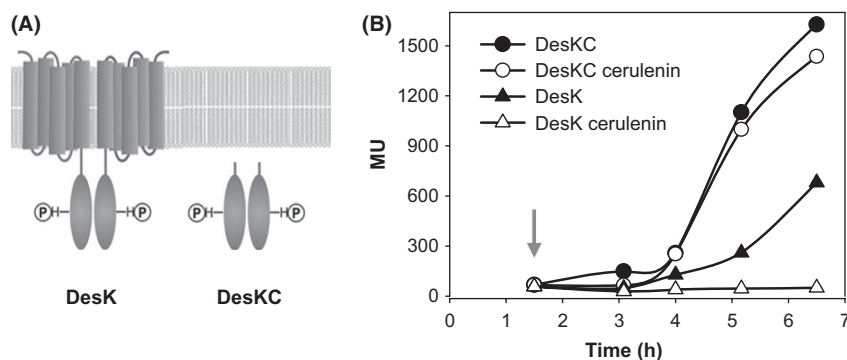 (A)
P H H P
P H H P
DesK
DesKC
(B)
DesKC
DesKC cerulenin
DesK
DesK cerulenin
MU
1500
1200
900
600
300
0
0 1 2 3 4 5 6 7
Time (h)